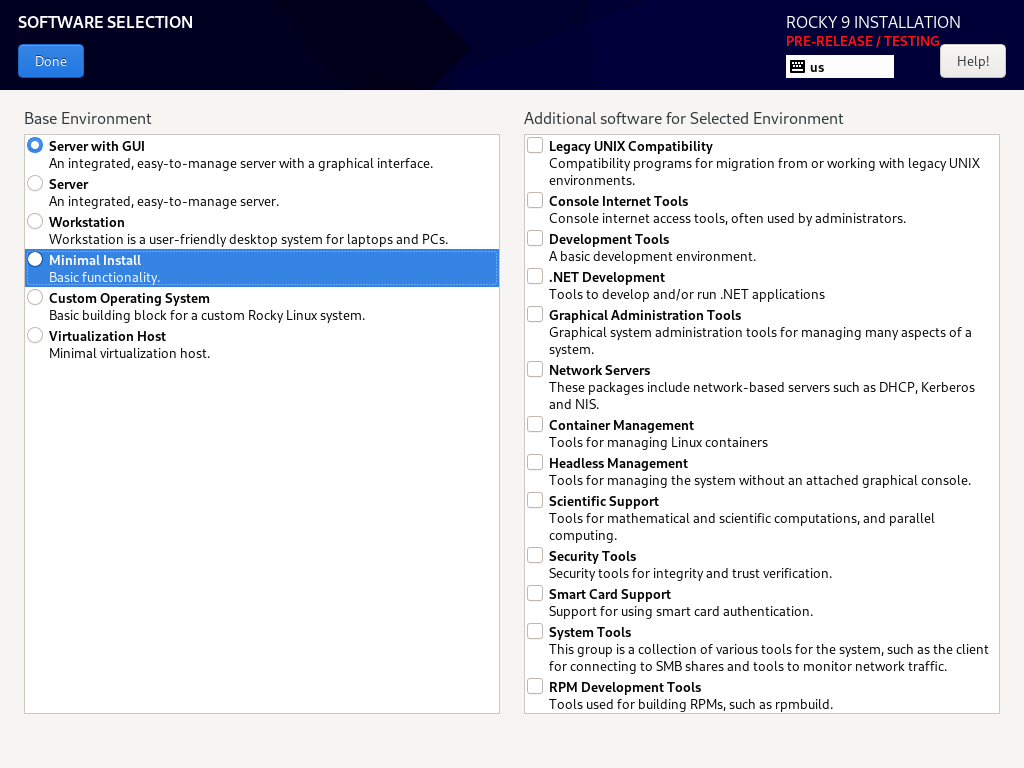 SOFTWARE SELECTION
Done
ROCKY 9 INSTALLATION
PRE-RELEASE / TESTING
us
Help!
Base Environment
Server with GUI
An integrated, easy-to-manage server with a graphical interface.
Server
An integrated, easy-to-manage server.
Workstation
Workstation is a user-friendly desktop system for laptops and PCs.
Minimal Install
Basic functionality.
Custom Operating System
Basic building block for a custom Rocky Linux system.
Virtualization Host
Minimal virtualization host.
Additional software for Selected Environment
Legacy UNIX Compatibility
Compatibility programs for migration from or working with legacy UNIX
environments.
Console Internet Tools
Console internet access tools, often used by administrators.
Development Tools
A basic development environment.
.NET Development
Tools to develop and/or run .NET applications
Graphical Administration Tools
Graphical system administration tools for managing many aspects of a
system.
Network Servers
These packages include network-based servers such as DHCP, Kerberos
and NIS.
Container Management
Tools for managing Linux containers
Headless Management
Tools for managing the system without an attached graphical console.
Scientific Support
Tools for mathematical and scientific computations, and parallel
computing.
Security Tools
Security tools for integrity and trust verification.
Smart Card Support
Support for using smart card authentication.
System Tools
This group is a collection of various tools for the system, such as the client
for connecting to SMB shares and tools to monitor network traffic.
RPM Development Tools
Tools used for building RPMs, such as rpmbuild.